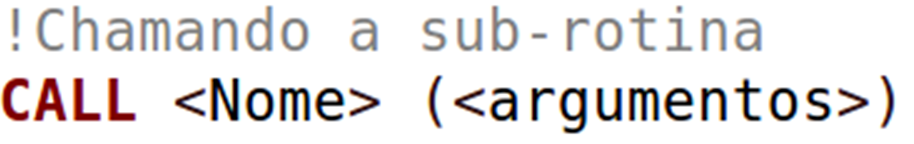 !Chamando a sub-rotina
CALL <Nome> (<argumentos>)